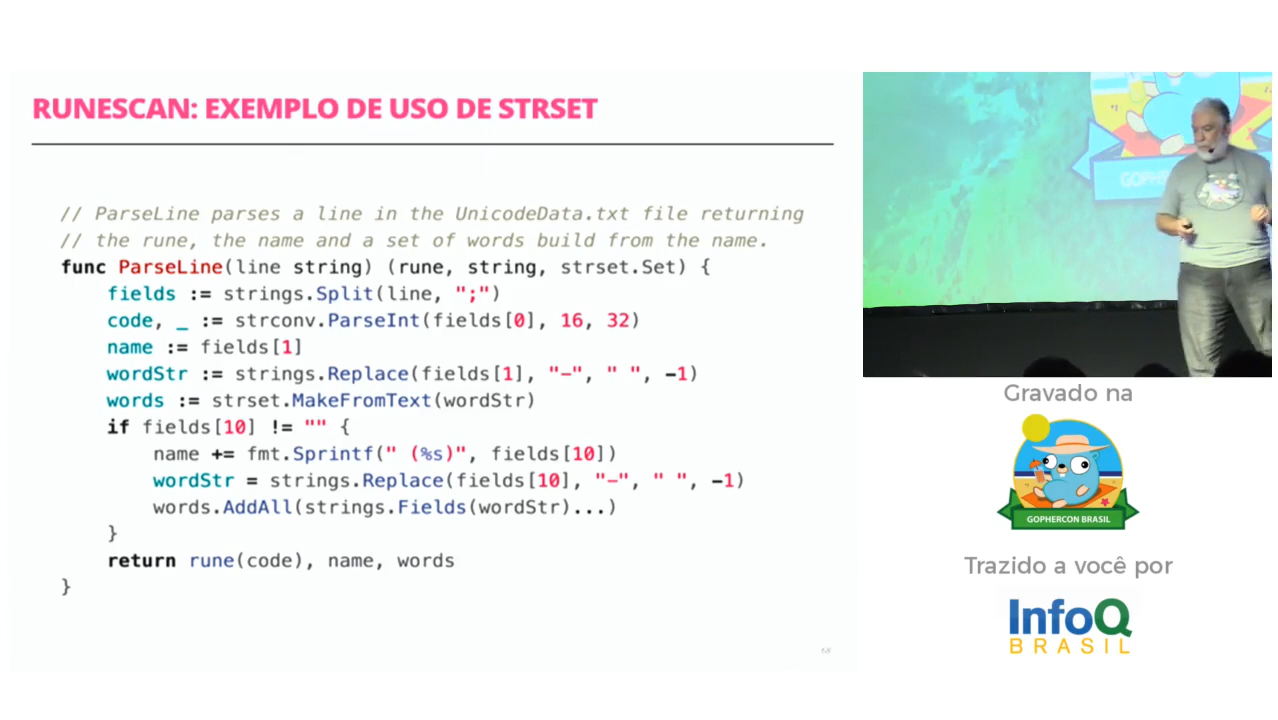 RUNESCAN: EXEMPLO DE USO DE STRSET
// ParseLine parses a line in the UnicodeData.txt file returning
// the rune, the name and a set of words build from the name.
func ParseLine(line string) (rune, string, strset.Set) {
    fields := strings.Split(line, ";")
    code, _ := strconv.ParseInt(fields[0], 16, 32)
    name := fields[1]
    wordStr := strings.Replace(fields[1], "-", " ", -1)
    words := strset.MakeFromText(wordStr)
    if fields[10] != "" {
        name += fmt.Sprintf(" (%s)", fields[10])
        wordStr = strings.Replace(fields[10], "-", " ", -1)
        words.AddAll(strings.Fields(wordStr)...)
    }
    return rune(code), name, words
}
Gravado na
GOPHERCON BRASIL
Trazido a você por
InfoQ
BRASIL